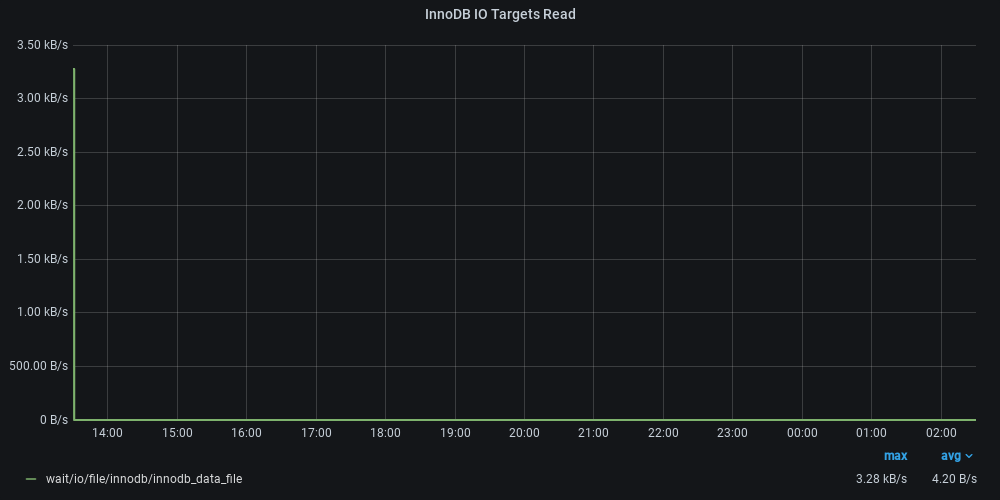 InnoDB IO Targets Read
3.50 kB/s
3.00 kB/s
2.50 kB/s
2.00 kB/s
1.50 kB/s
1.00 kB/s
500.00 B/s
0 B/s
14:00 15:00 16:00 17:00 18:00 19:00 20:00 21:00 22:00 23:00 00:00 01:00 02:00
max avg
wait/io/file/innodb/innodb_data_file 3.28 kB/s 4.20 B/s